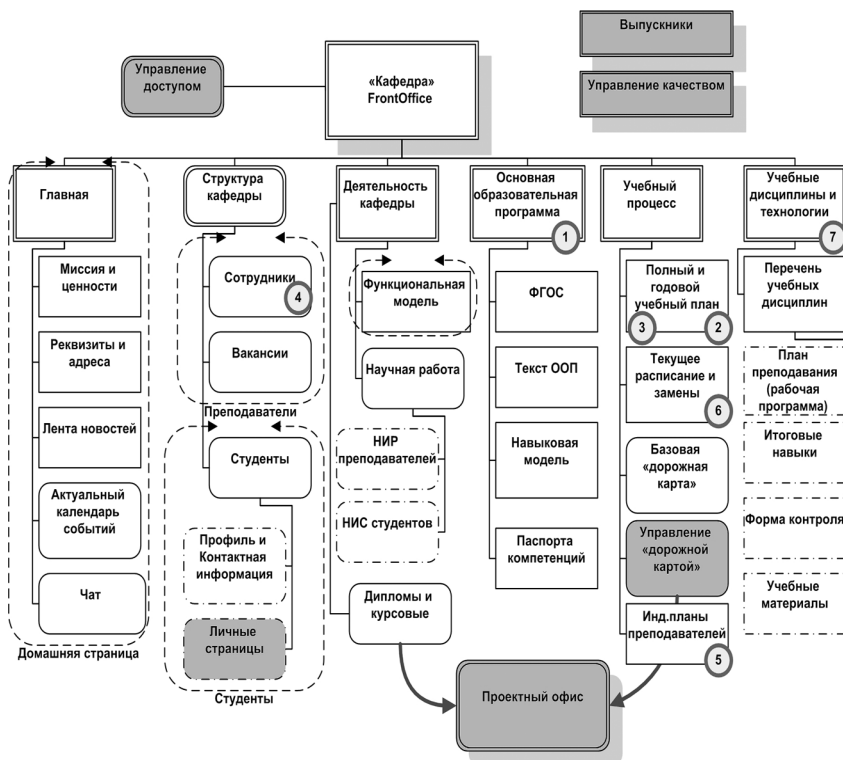 Управление
доступом
«Кафедра»
FrontOffice
Выпускники
Управление качеством
Главная
Миссия и
ценности
Реквизиты и
адреса
Лента новостей
Актуальный
календарь
событий
Чат
Домашняя страница
Структура
кафедры
Сотрудники
4
Вакансии
Преподаватели
Студенты
Профиль и
Контактная
информация
Личные
страницы
Студенты
Деятельность
кафедры
Функциональная
модель
Научная работа
НИР
преподавателей
НИС студентов
Дипломы и
курсовые
Основная
образовательная
программа
1
ФГОС
Текст ООП
Навыковая
модель
Паспорта
компетенций
Учебный
процесс
Полный и
годовой
учебный план
3
2
Текущее
расписание и
замены
6
Базовая
«дорожная
карта»
Управление
«дорожной
картой»
Инд.планы
преподавателей
5
Учебные
дисциплины и
технологии
7
Перечень
учебных
дисциплин
План
преподавания
(рабочая
программа)
Итоговые
навыки
Форма контроля
Учебные
материалы
Проектный офис